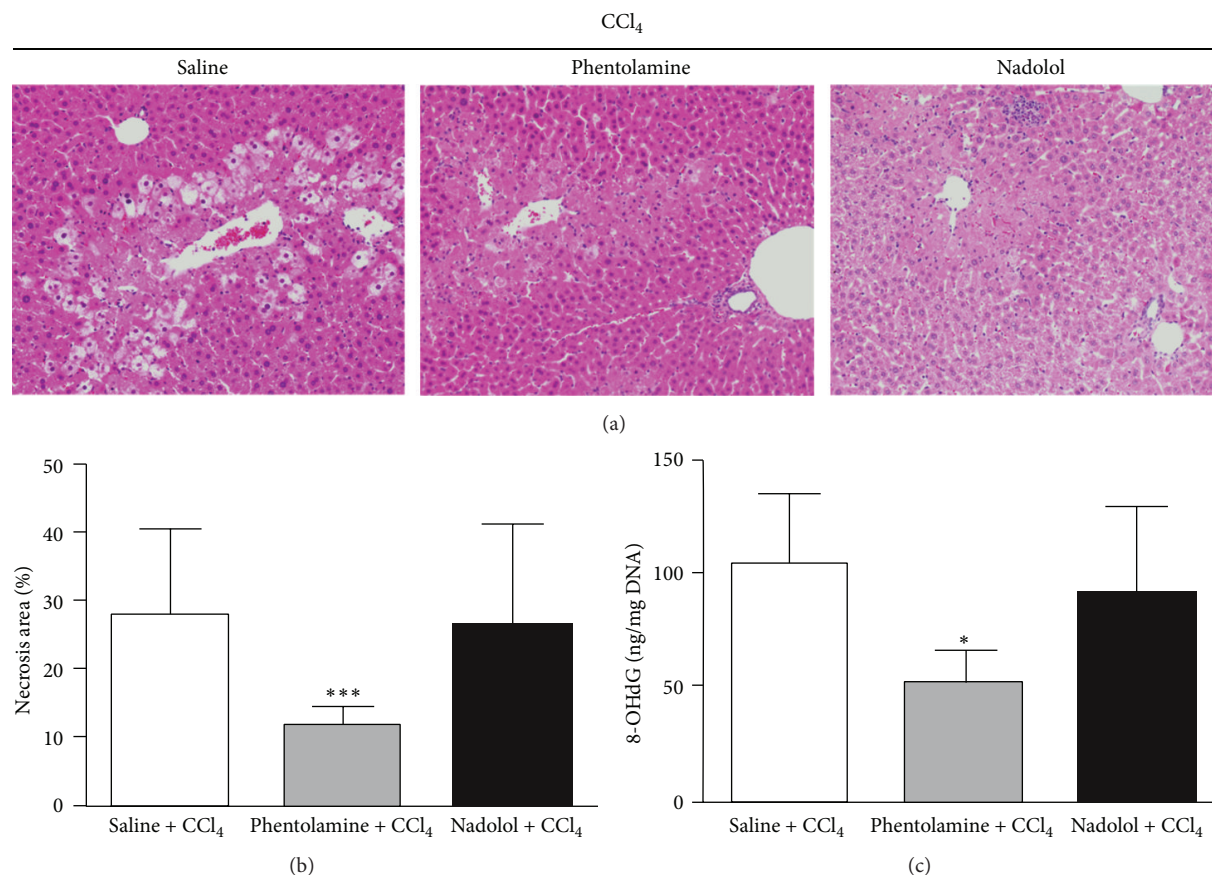 CCl₄
Saline Phentolamine Nadolol
(a)
50
40
30
20
10
0
Necrosis area (%)
***
Saline + CCl₄ Phentolamine + CCl₄ Nadolol + CCl₄
(b)
150
100
50
0
8-OHdG (ng/mg DNA)
*
Saline + CCl₄ Phentolamine + CCl₄ Nadolol + CCl₄
(c)